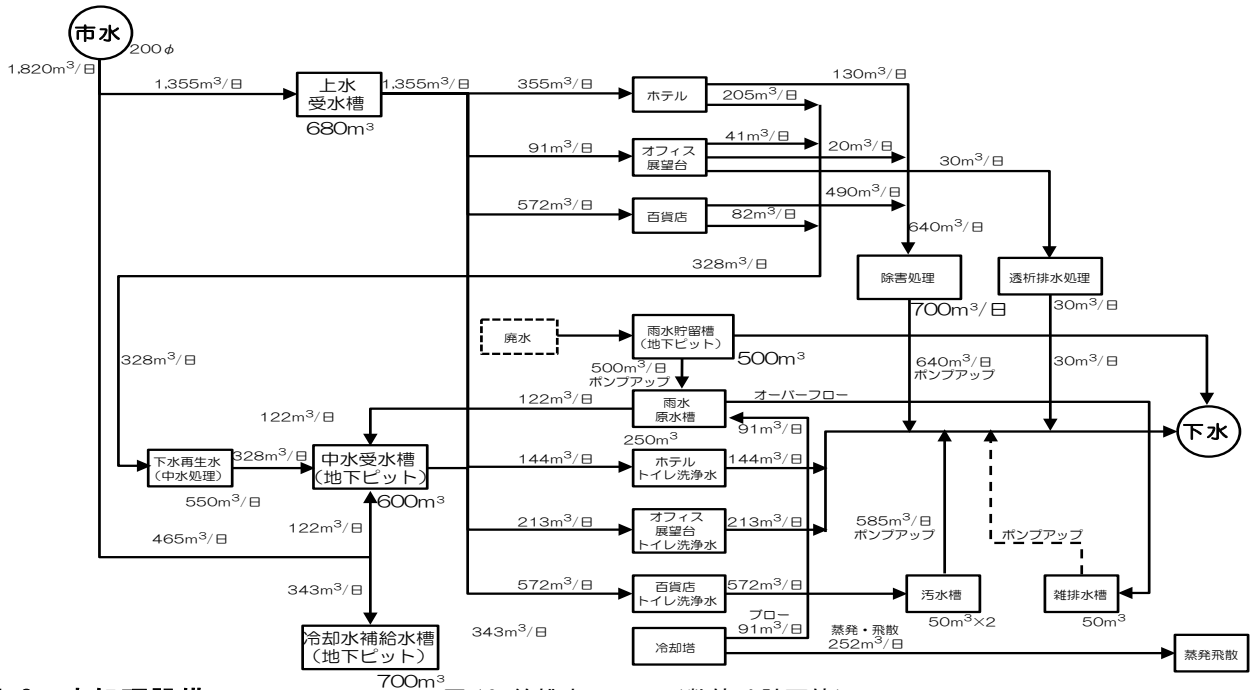 市水
200φ
1,820m³/日
1,355m³/日
上水
受水槽
680m³
1,355m³/日
355m³/日
ホテル
130m³/日
205m³/日
91m³/日
オフィス
展望台
41m³/日
20m³/日
30m³/日
572m³/日
百貨店
490m³/日
82m³/日
640m³/日
328m³/日
除害処理
700m³/日
透析排水処理
30m³/日
廃水
雨水貯留槽
(地下ピット)
500m³
328m³/日
500m³/日
ポンプアップ
640m³/日
ポンプアップ
30m³/日
122m³/日
雨水
原水槽
オーバーフロー
122m³/日
250m³
91m³/日
下水
下水再生水
(中水処理)
328m³/日
550m³/日
中水受水槽
(地下ピット)
600m³
144m³/日
ホテル
トイレ洗浄水
144m³/日
122m³/日
465m³/日
213m³/日
オフィス
展望台
トイレ洗浄水
213m³/日
585m³/日
ポンプアップ
ポンプアップ
343m³/日
572m³/日
百貨店
トイレ洗浄水
572m³/日
汚水槽
50m³×2
雑排水槽
50m³
冷却水補給水槽
(地下ピット)
700m³
343m³/日
冷却塔
ブロー
91m³/日
蒸発・飛散
252m³/日
蒸発飛散